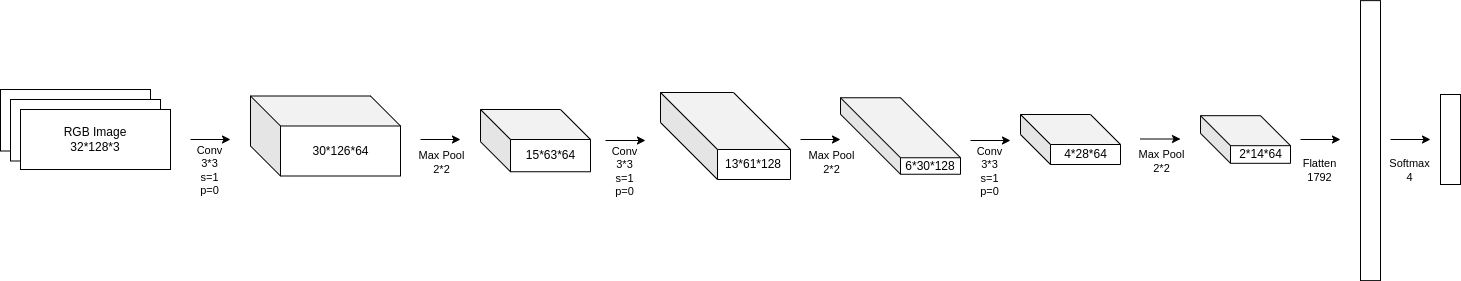 RGB Image
32*128*3
Conv
3*3
s=1
p=0
30*126*64
Max Pool
2*2
15*63*64
Conv
3*3
s=1
p=0
13*61*128
Max Pool
2*2
6*30*128
Conv
3*3
s=1
p=0
4*28*64
Max Pool
2*2
2*14*64
Flatten
1792
Softmax
4